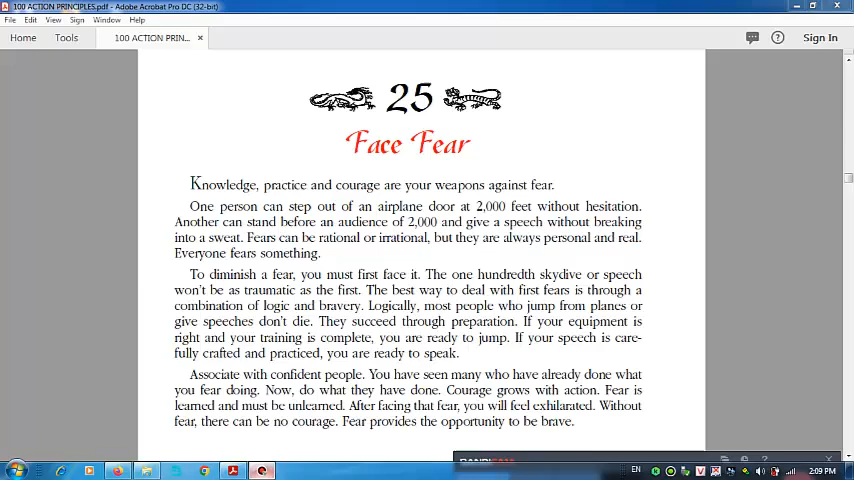 100 ACTION PRINCIPLES.pdf - Adobe Acrobat Pro DC (32-bit)
File Edit View Sign Window Help
Home Tools 100 ACTION PRIN... × Sign In
25
Face Fear
Knowledge, practice and courage are your weapons against fear.
One person can step out of an airplane door at 2,000 feet without hesitation.
Another can stand before an audience of 2,000 and give a speech without breaking
into a sweat. Fears can be rational or irrational, but they are always personal and real.
Everyone fears something.
To diminish a fear, you must first face it. The one hundredth skydive or speech
won't be as traumatic as the first. The best way to deal with first fears is through a
combination of logic and bravery. Logically, most people who jump from planes or
give speeches don't die. They succeed through preparation. If your equipment is
right and your training is complete, you are ready to jump. If your speech is care-
fully crafted and practiced, you are ready to speak.
Associate with confident people. You have seen many who have already done what
you fear doing. Now, do what they have done. Courage grows with action. Fear is
learned and must be unlearned. After facing that fear, you will feel exhilarated. Without
fear, there can be no courage. Fear provides the opportunity to be brave.
EN 2:09 PM